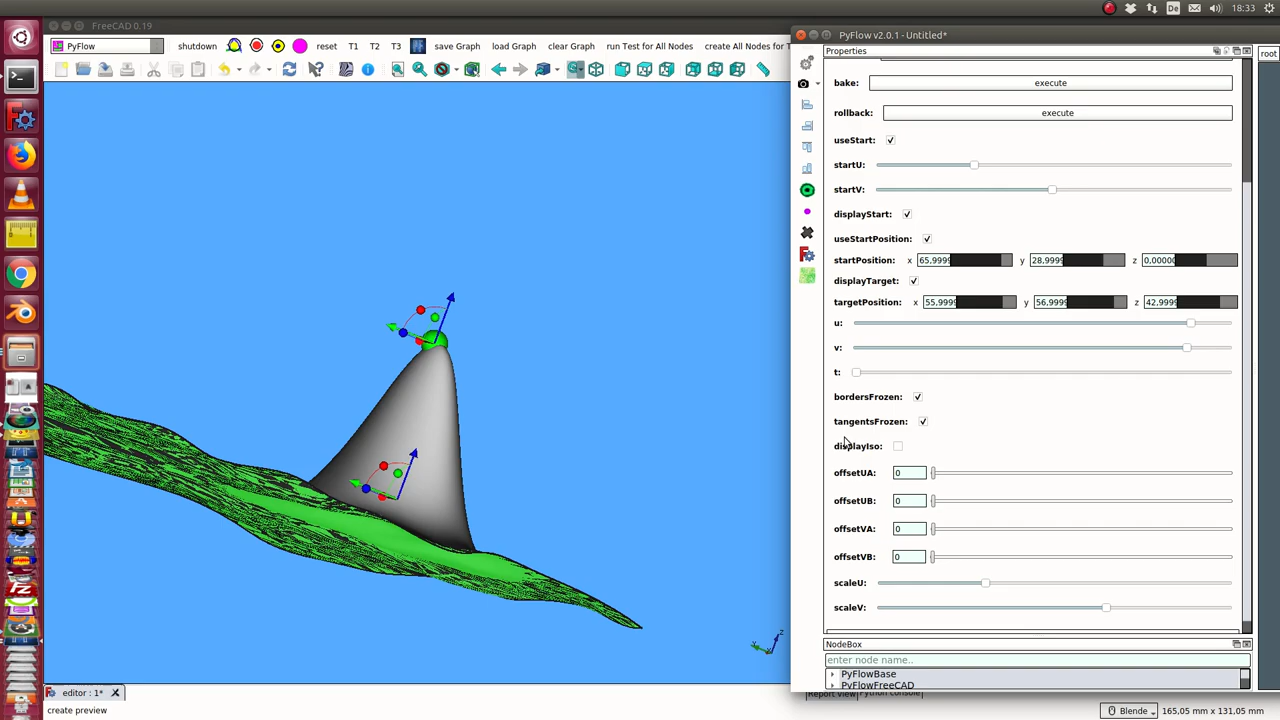 18:33
De
FreeCAD 0.19
PyFlow
shutdown
reset
T1
T2
T3
save Graph
load Graph
clear Graph
run Test for All Nodes
create All Nodes for T
PyFlow v2.0.1 - Untitled*
root
Properties
bake:
execute
rollback:
execute
useStart:
startU:
startV:
displayStart:
useStartPosition:
startPosition: x 65,9999 y 28,9999 z 0,00000
displayTarget:
targetPosition: x 55,9999 y 56,9999 z 42,9999
u:
v:
t:
bordersFrozen:
tangentsFrozen:
displayIso:
offsetUA: 0
offsetUB: 0
offsetVA: 0
offsetVB: 0
scaleU:
scaleV:
NodeBox
enter node name..
PyFlowBase
PyFlowFreeCAD
editor : 1*
Report view
Python console
create preview
Blende
165,05 mm x 131,05 mm